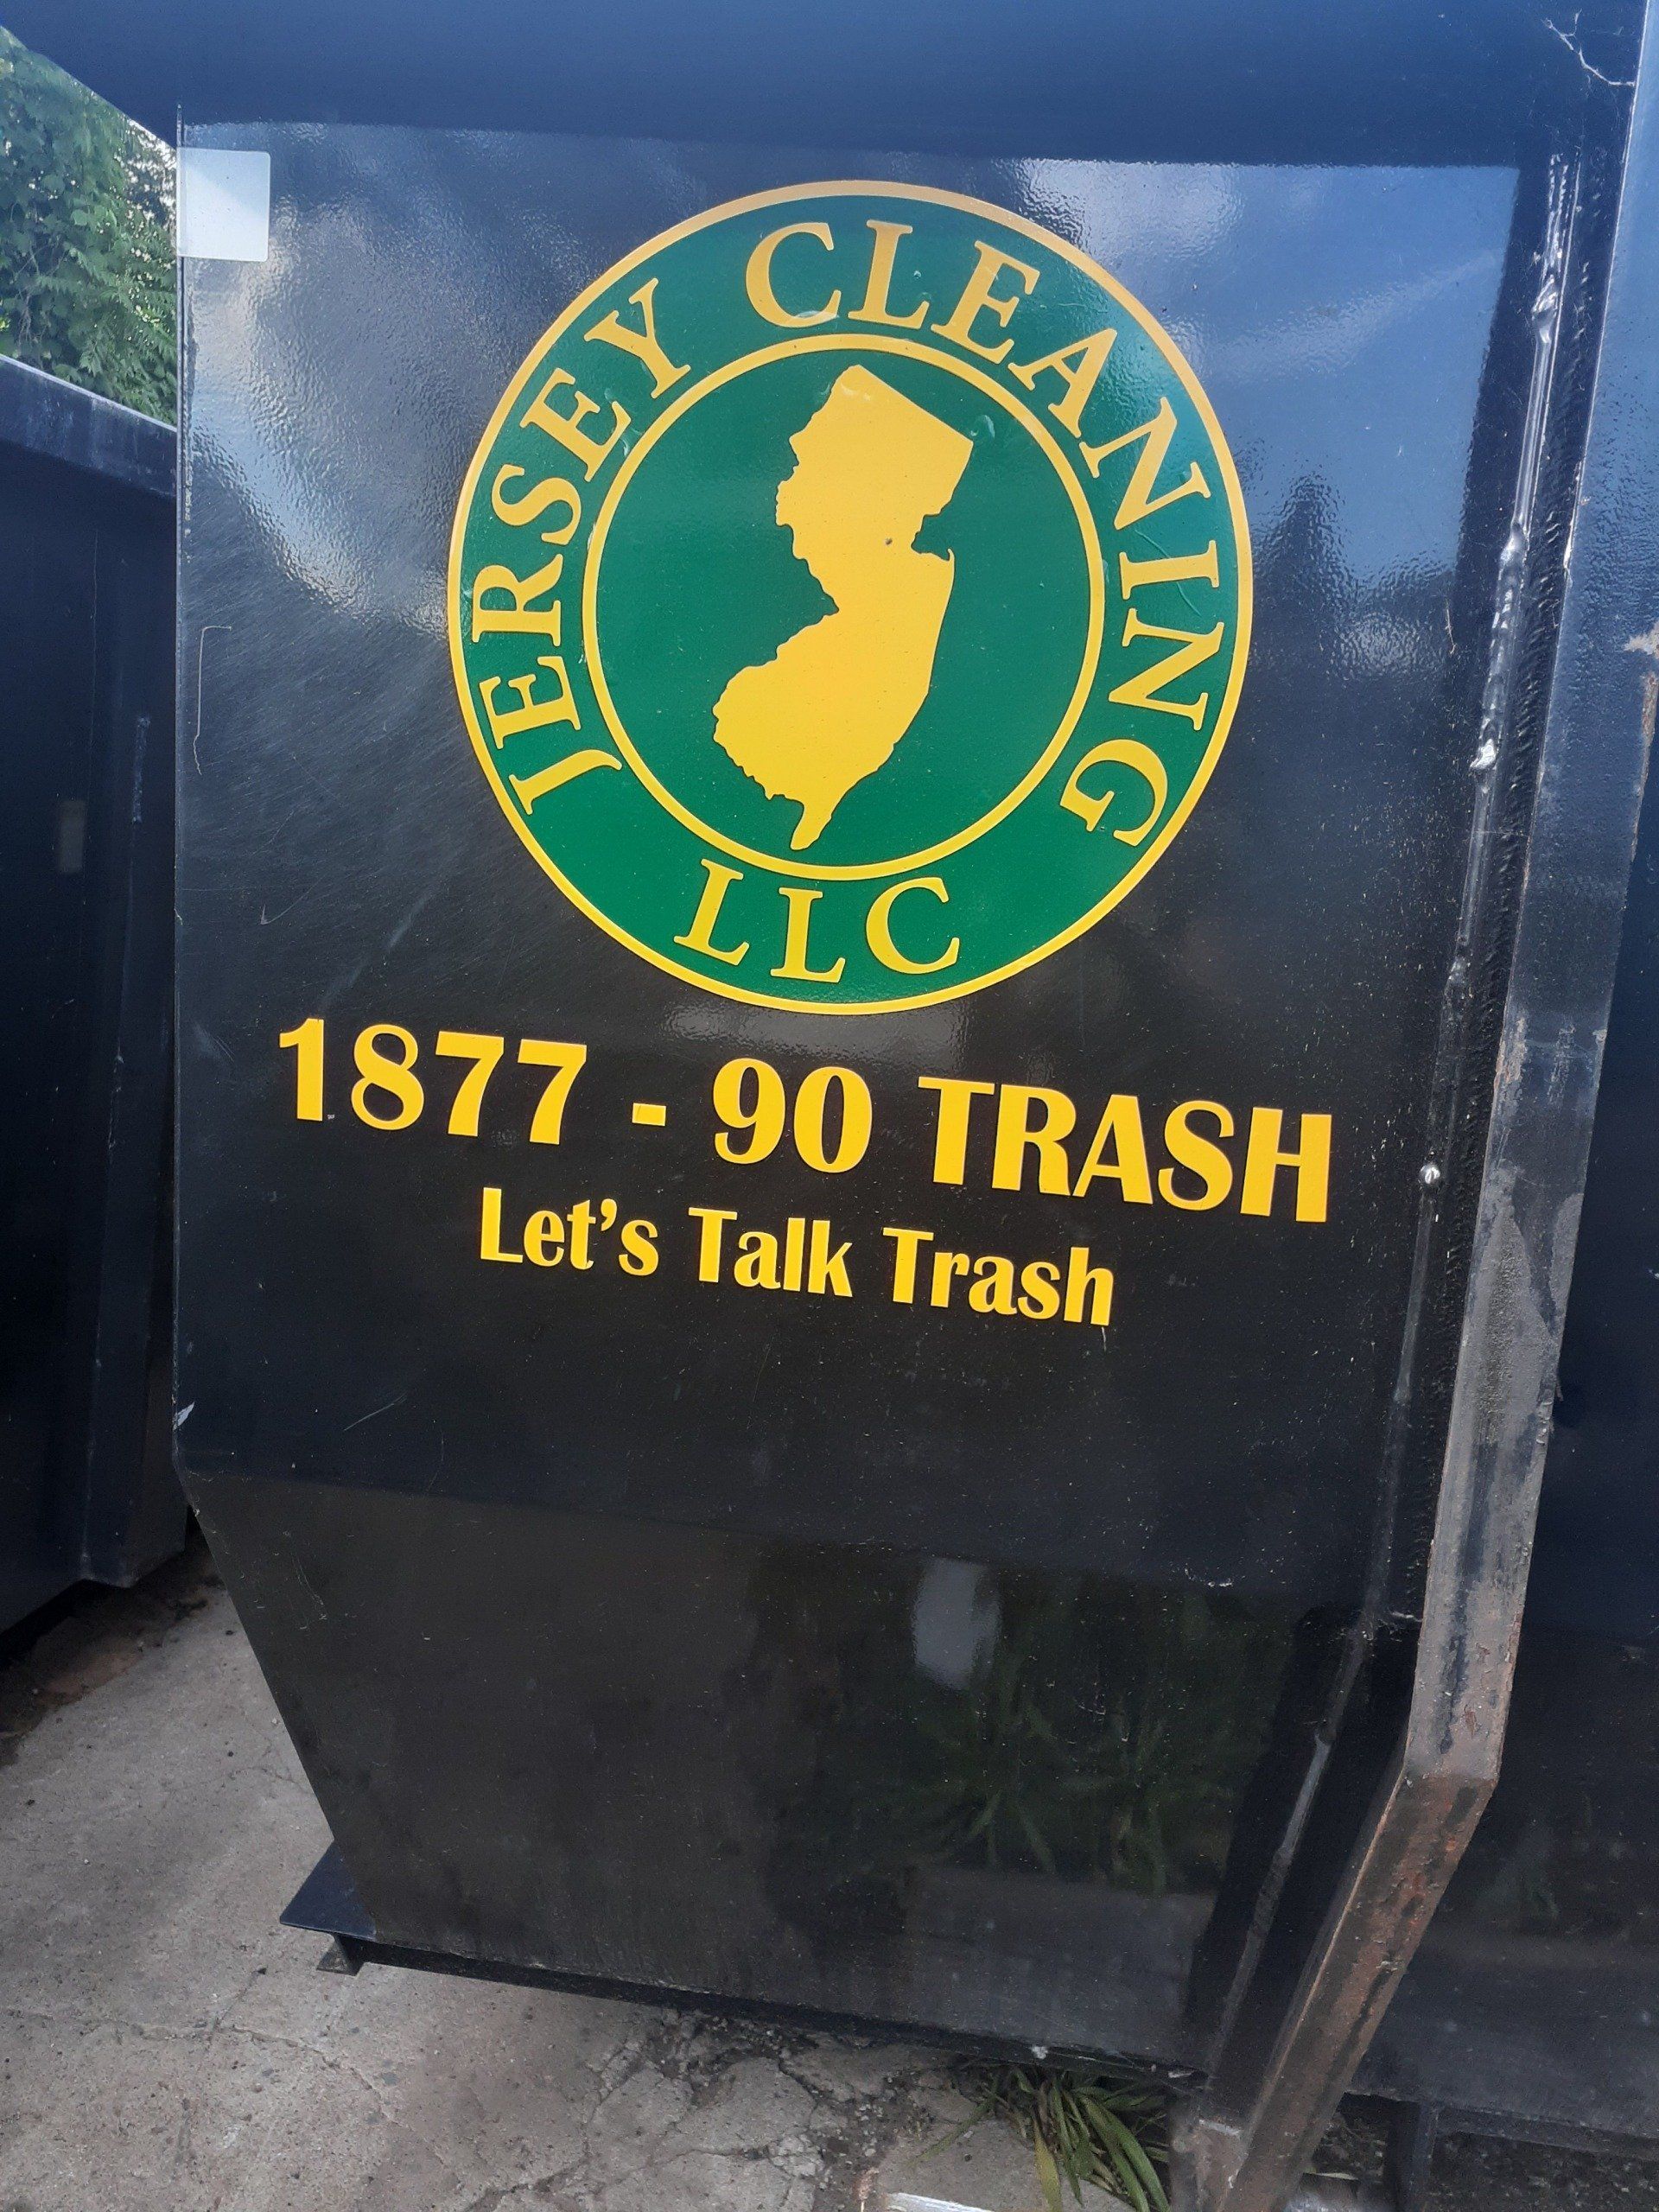 JERSEY CLEANING
LLC
1877 - 90 TRASH
Let's Talk Trash